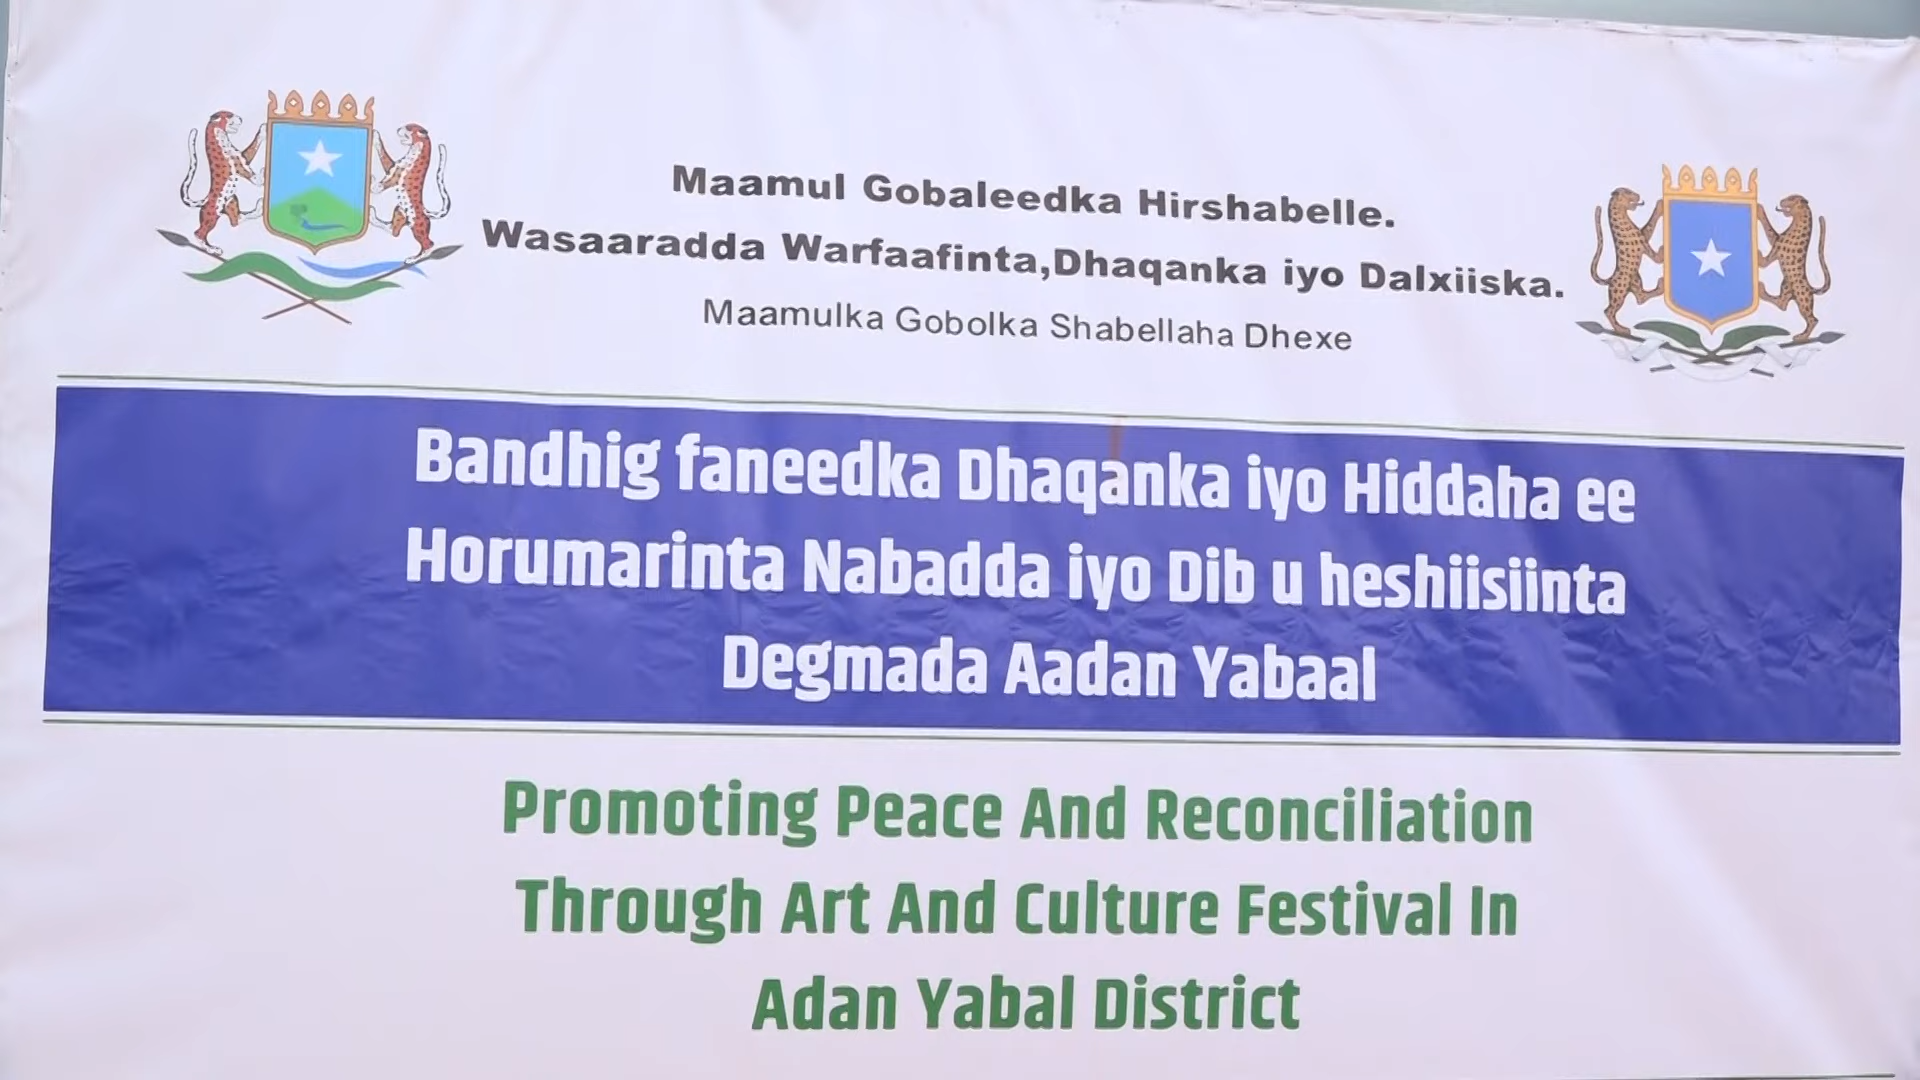 Maamul Gobaleedka Hirshabelle.
Wasaaradda Warfaafinta,Dhaqanka iyo Dalxiiska.
Maamulka Gobolka Shabellaha Dhexe
Bandhig faneedka Dhaqanka iyo Hiddaha ee
Horumarinta Nabadda iyo Dib u heshiisiinta
Degmada Aadan Yabaal
Promoting Peace And Reconciliation
Through Art And Culture Festival In
Adan Yabal District